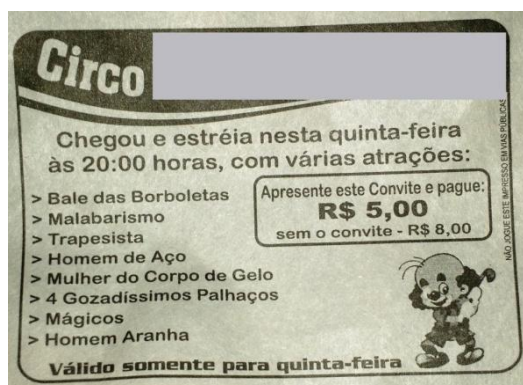 Circo
Chegou e estréia nesta quinta-feira
às 20:00 horas, com várias atrações:
> Bale das Borboletas
> Malabarismo
> Trapesista
> Homem de Aço
> Mulher do Corpo de Gelo
> 4 Gozadíssimos Palhaços
> Mágicos
> Homem Aranha
Apresente este Convite e pague:
R$ 5,00
sem o convite - R$ 8,00
Válido somente para quinta-feira
NÃO JOGUE ESTE IMPRESSO EM VIAS PÚBLICAS